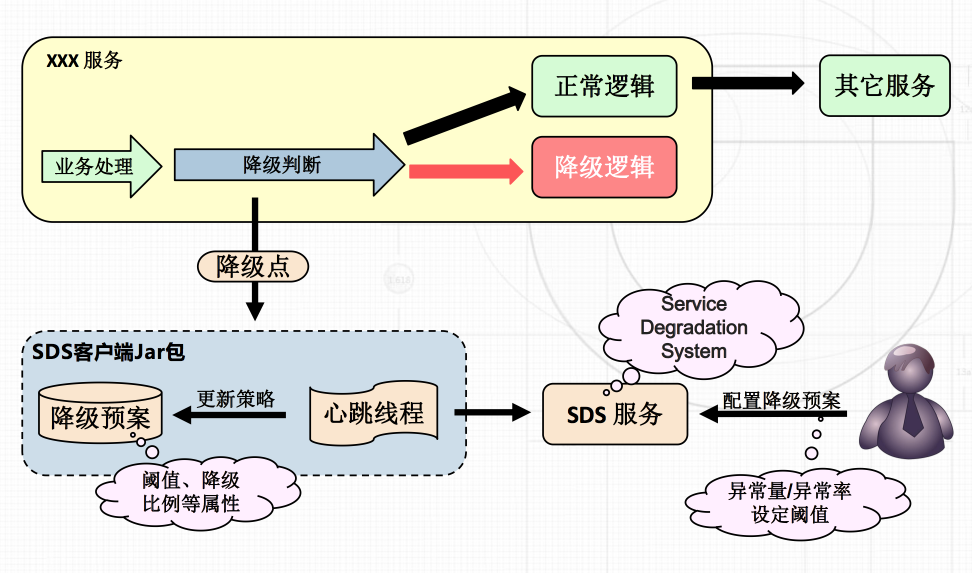 XXX 服务
正常逻辑
其它服务
业务处理
降级判断
降级逻辑
降级点
SDS客户端Jar包
降级预案
更新策略
心跳线程
阈值、降级
比例等属性
Service
Degradation
System
SDS 服务
配置降级预案
异常量/异常率
设定阈值